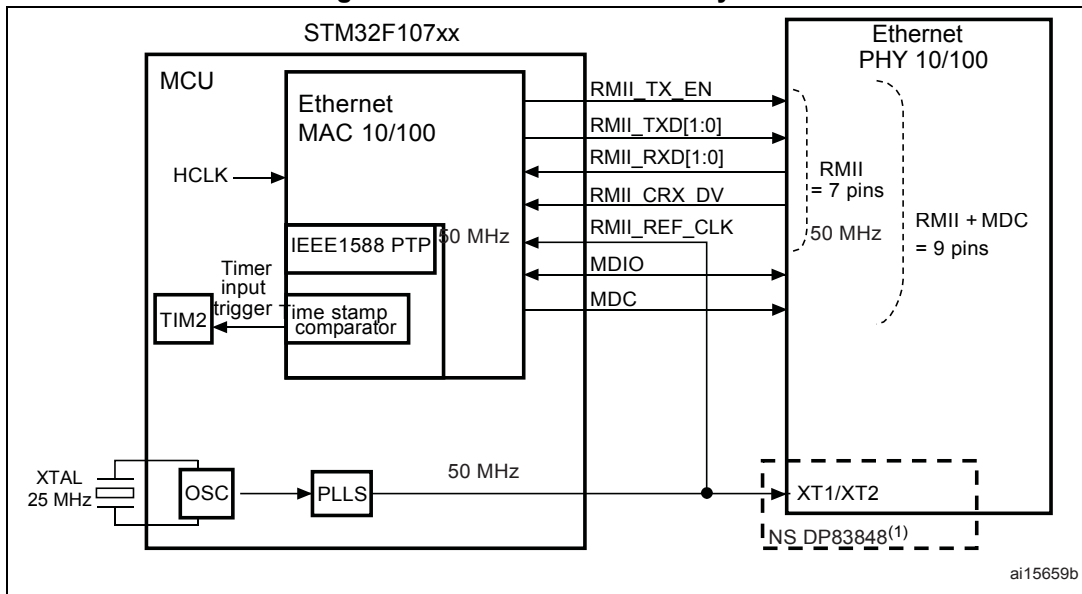 STM32F107xx
Ethernet
PHY 10/100
MCU
Ethernet
MAC 10/100
HCLK
IEEE1588 PTP
50 MHz
Timer
input
trigger
Time stamp
comparator
TIM2
RMII_TX_EN
RMII_TXD[1:0]
RMII_RXD[1:0]
RMII_CRX_DV
RMII_REF_CLK
MDIO
MDC
RMII
= 7 pins
50 MHz
RMII + MDC
= 9 pins
XTAL
25 MHz
OSC
PLLS
50 MHz
XT1/XT2
NS DP83848(1)
ai15659b